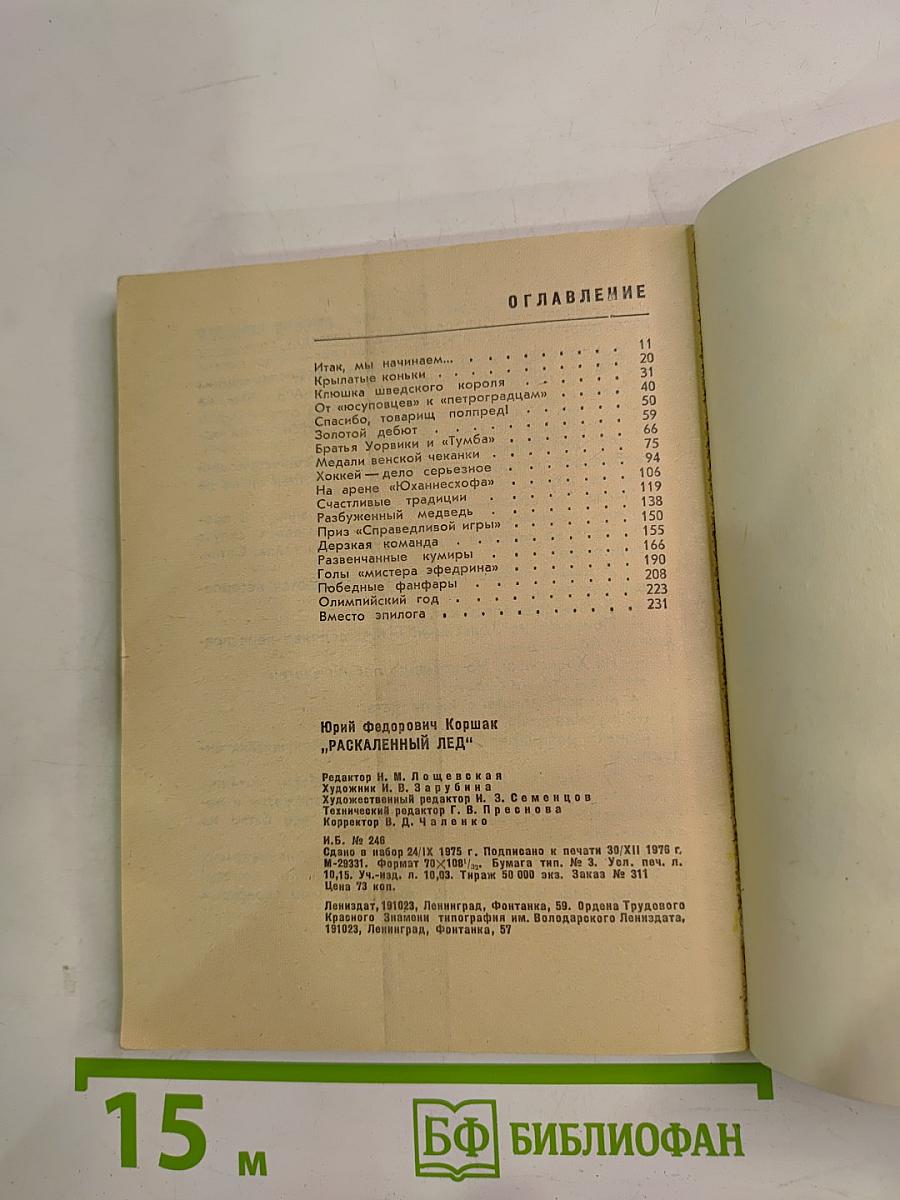 ОГЛАВЛЕНИЕ
Итак, мы начинаем... . . . . . . . . . 11
Крылатые коньки . . . . . . . . . . 20
Клюшка шведского короля . . . . . . 31
От «юсуповцев» к «петроградцам» . . . . 40
Спасибо, товарищ полпред! . . . . . . 50
Золотой дебют . . . . . . . . . . 59
Братья Уорвики и «Тумба» . . . . . . 66
Медали венской чеканки . . . . . . . 75
Хоккей — дело серьезное . . . . . . . 94
На арене «Юханнесхофа» . . . . . . . 106
Счастливые традиции . . . . . . . . 119
Разбуженный медведь . . . . . . . . 138
Приз «Справедливой игры» . . . . . . 150
Дерзкая команда . . . . . . . . . 155
Развенчанные кумиры . . . . . . . . 166
Голы «мистера эфедрина» . . . . . . . 190
Победные фанфары . . . . . . . . . 208
Олимпийский год . . . . . . . . . . 223
Вместо эпилога . . . . . . . . . . 231
Юрий Федорович Коршак
„РАСКАЛЕННЫЙ ЛЕД“
Редактор Н. М. Лощевская
Художник И. В. Зарубина
Художественный редактор И. З. Семенцов
Технический редактор Г. В. Преснова
Корректор В. Д. Чаленко
И.Б. № 246
Сдано в набор 24/IX 1975 г. Подписано к печати 30/XII 1976 г.
М-29331. Формат 70×108¹/₃₂. Бумага тип. № 3. Усл. печ. л.
10,15. Уч.-изд. л. 10,03. Тираж 50 000 экз. Заказ № 311
Цена 73 коп.
Лениздат, 191023, Ленинград, Фонтанка, 59. Ордена Трудового
Красного Знамени типография им. Володарского Лениздата,
191023, Ленинград, Фонтанка, 57
15 м
БФ БИБЛИОФАН